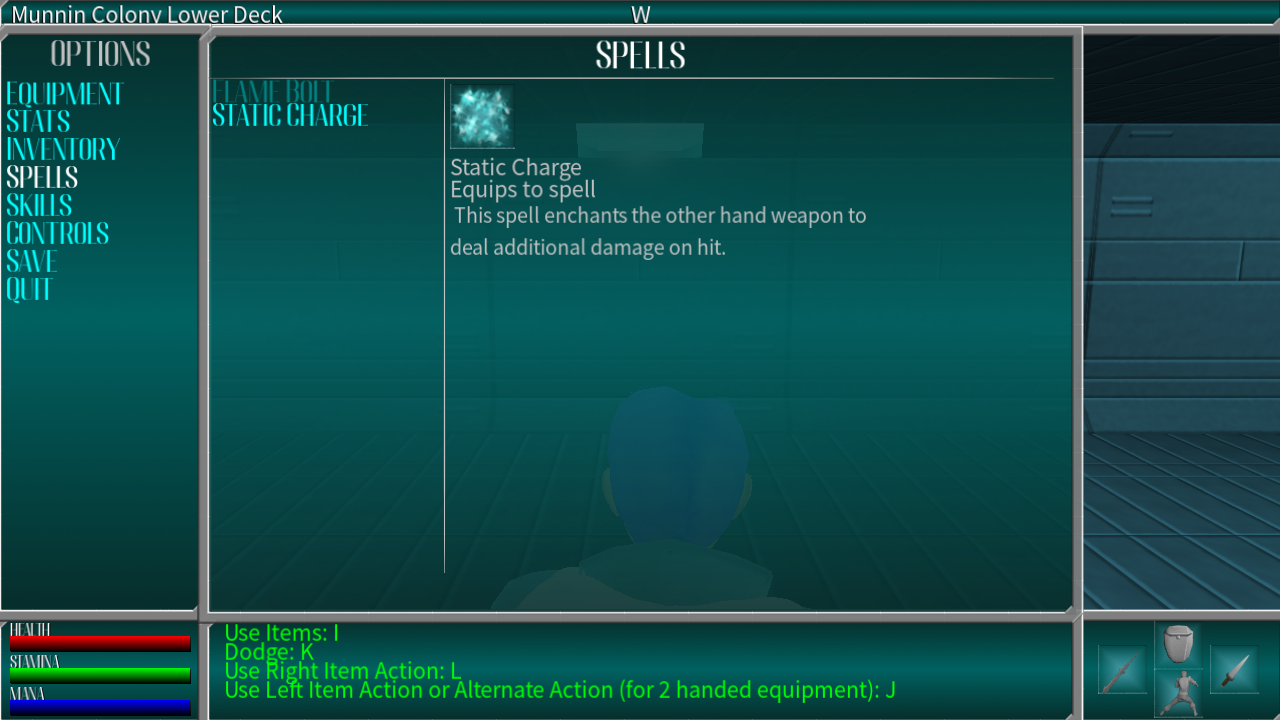 Munnin Colony Lower Deck
W
OPTIONS
EQUIPMENT
STATS
INVENTORY
SPELLS
SKILLS
CONTROLS
SAVE
QUIT
SPELLS
FLAME BOLT
STATIC CHARGE
Static Charge
Equips to spell
This spell enchants the other hand weapon to
deal additional damage on hit.
HEALTH
STAMINA
MANA
Use Items: I
Dodge: K
Use Right Item Action: L
Use Left Item Action or Alternate Action (for 2 handed equipment): J